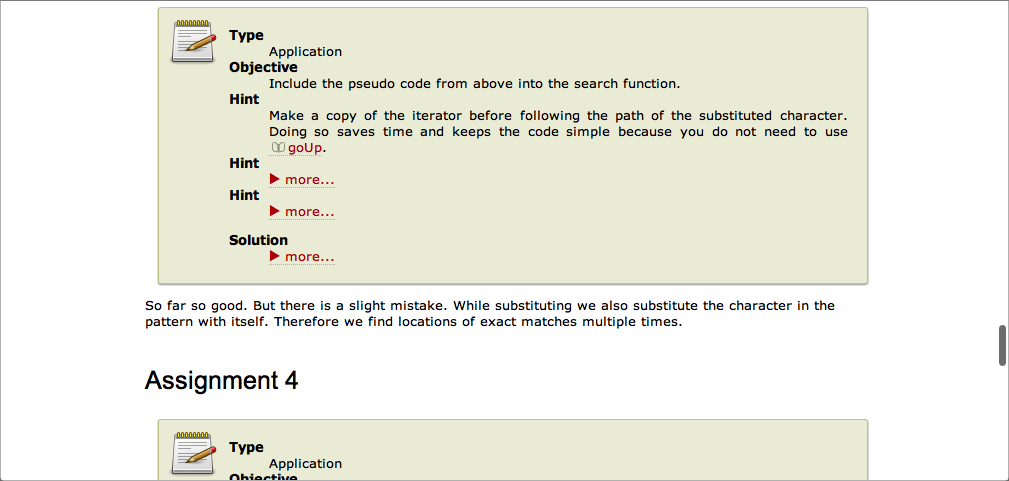 Type
Application
Objective
Include the pseudo code from above into the search function.
Hint
Make a copy of the iterator before following the path of the substituted character.
Doing so saves time and keeps the code simple because you do not need to use
goUp.
Hint
more...
Hint
more...
Solution
more...
So far so good. But there is a slight mistake. While substituting we also substitute the character in the
pattern with itself. Therefore we find locations of exact matches multiple times.
Assignment 4
Type
Application
Objective